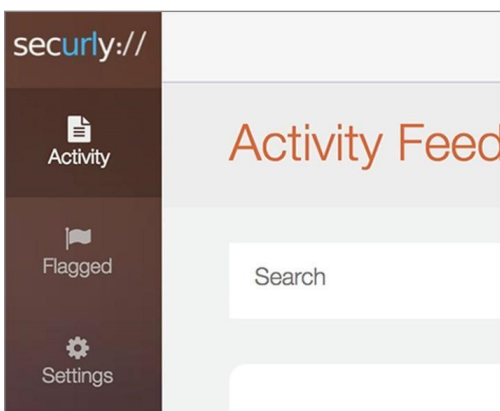 securly://
Activity
Activity Feed
Flagged
Search
Settings